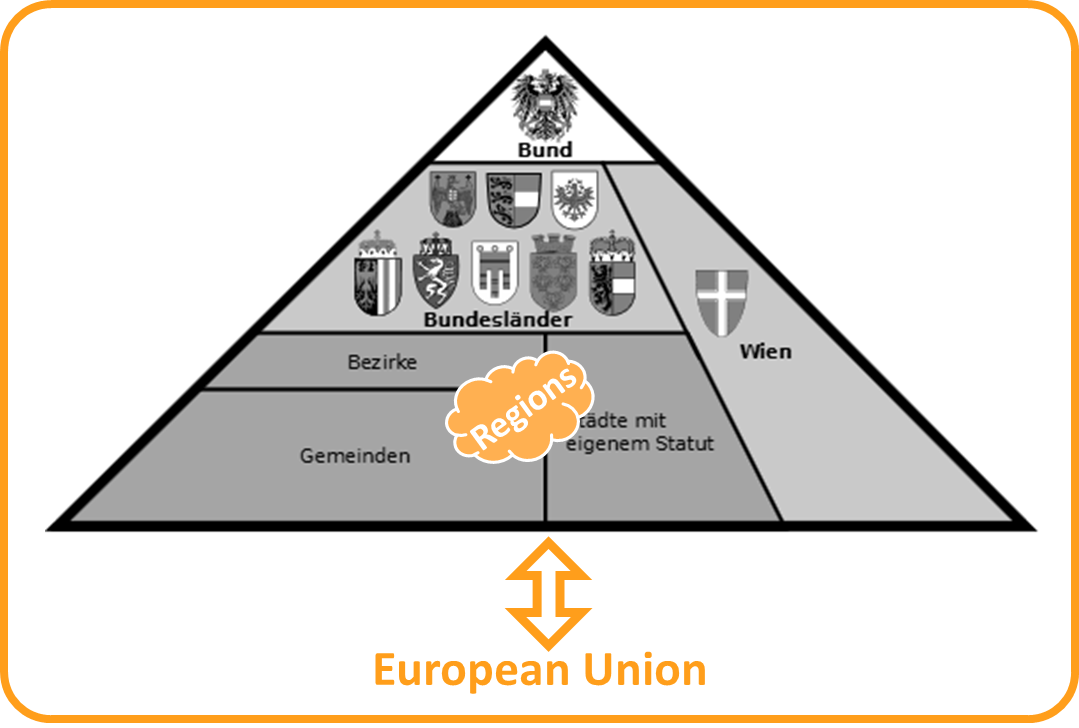 Bund
Bundesländer
Wien
Bezirke
Regions
tädte mit
eigenem Statut
Gemeinden
European Union